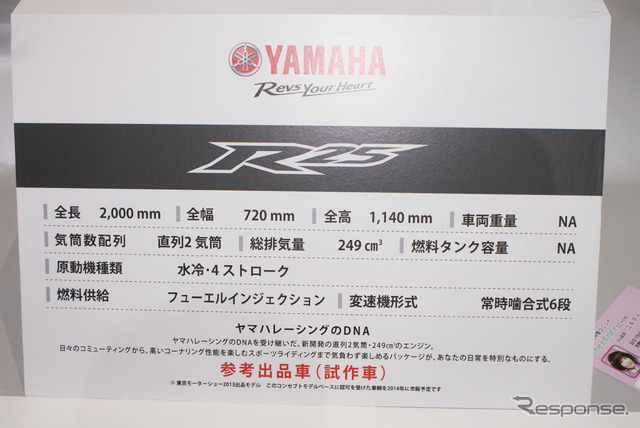 YAMAHA
Revs Your Heart
R25
全長 2,000 mm 全幅 720 mm 全高 1,140 mm 車両重量 NA
気筒数配列 直列2 気筒 総排気量 249 cm³ 燃料タンク容量 NA
原動機種類 水冷・4 ストローク
燃料供給 フューエルインジェクション 変速機形式 常時噛合式6段
ヤマハレーシングのDNA
ヤマハレーシングのDNAを受け継いだ、新開発の直列2気筒・249cm³のエンジン。
日々のコミューティングから、高いコーナリング性能を楽しむスポーツライディングまで気負わず楽しめるパッケージが、あなたの日常を特別なものにする。
参考出品車（試作車）
※ 東京モーターショー2013出品モデル このコンセプトモデルベースに認可を受けた車輌を2014年に市販予定です
Response.